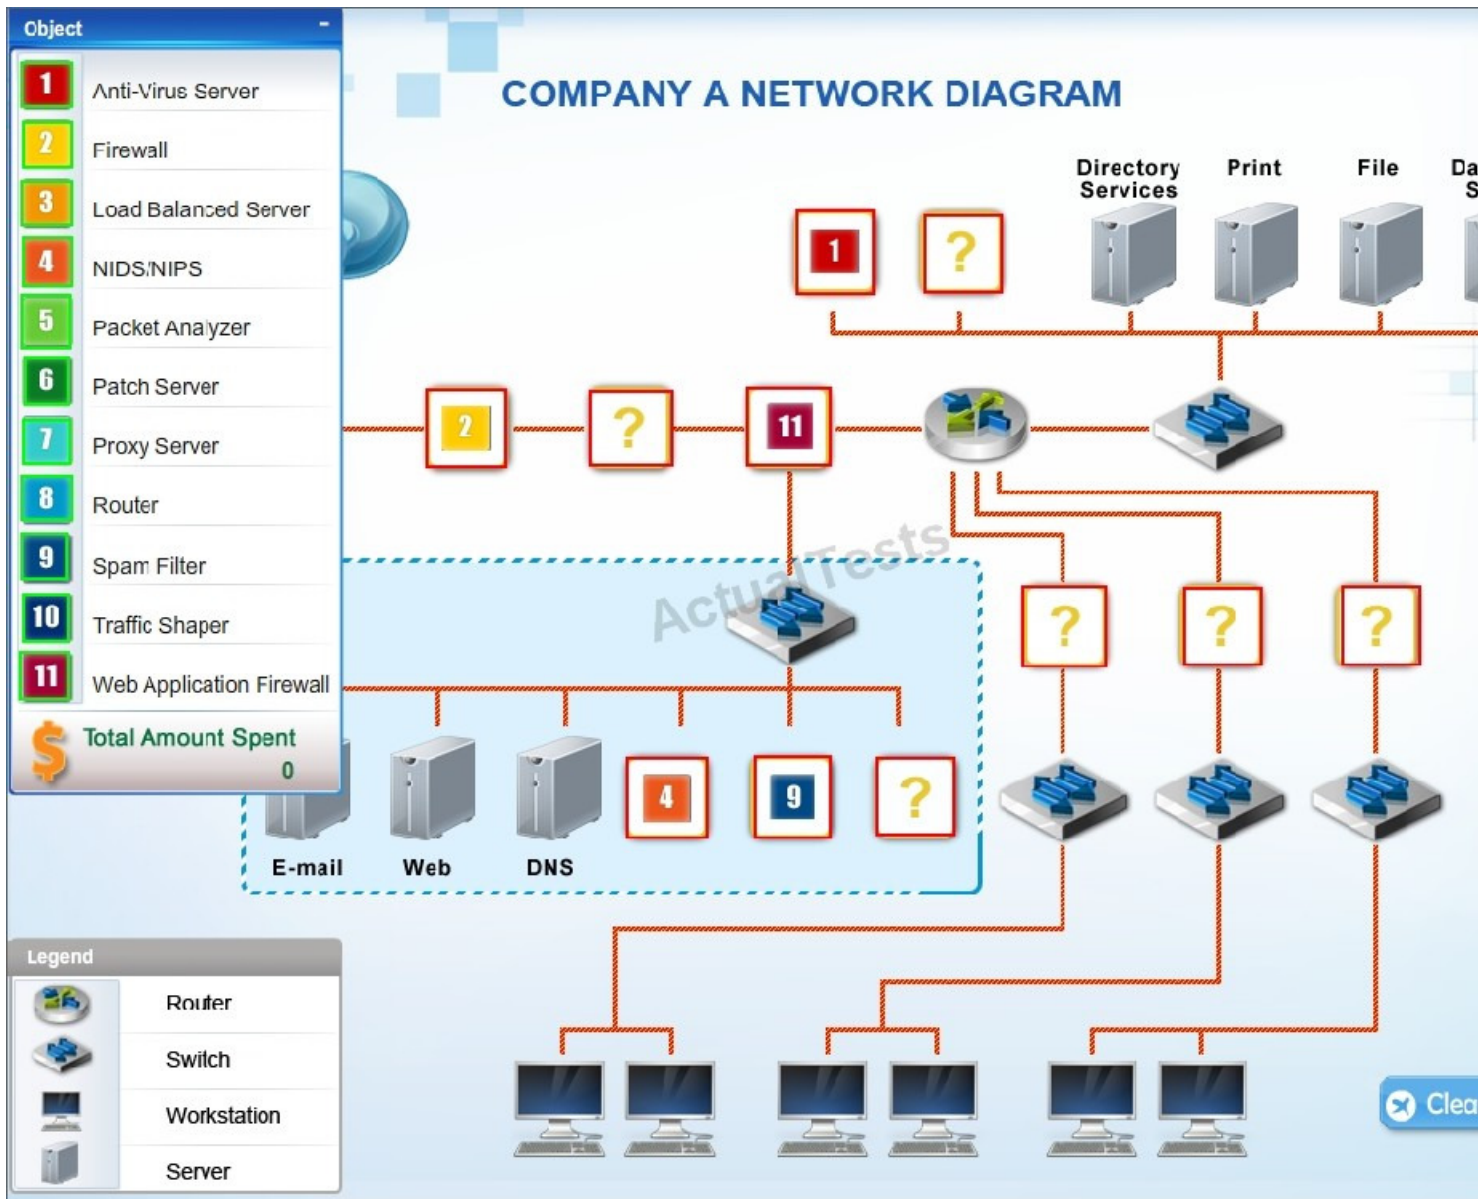 Object
-
1 Anti-Virus Server
2 Firewall
3 Load Balanced Server
4 NIDS/NIPS
5 Packet Analyzer
6 Patch Server
7 Proxy Server
8 Router
9 Spam Filter
10 Traffic Shaper
11 Web Application Firewall
$ Total Amount Spent
0
COMPANY A NETWORK DIAGRAM
Directory Print File Da
Services S
1 ?
2 ? 11
ActualTests
? ? ?
4 9 ?
E-mail Web DNS
Legend
Router
Switch
Workstation
Server
Clea